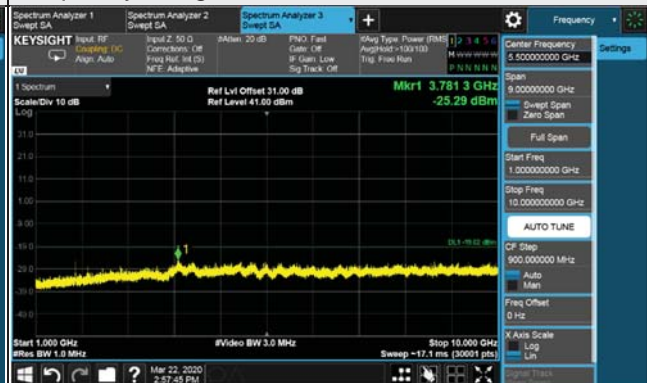 Spectrum Analyzer 1
Swept SA
Spectrum Analyzer 2
Swept SA
Spectrum Analyzer 3
Swept SA
+
Frequency
KEYSIGHT
Input: RF
Coupling: DC
Align: Auto
Input Z: 50 Ω
Corrections: Off
Freq Ref: Int (S)
NFE: Adaptive
#Atten: 20 dB
PNO: Fast
Gate: Off
IF Gain: Low
Sig Track: Off
#Avg Type: Power (RMS)
Avg|Hold:>100/100
Trig: Free Run
1 2 3 4 5 6
M W W W W W
P N N N N N
LV
1 Spectrum
Scale/Div 10 dB
Log
Ref Lvl Offset 31.00 dB
Ref Level 41.00 dBm
Mkr1 3.781 3 GHz
-25.29 dBm
31.0
21.0
11.0
1.00
-9.00
-19.0
-29.0
-39.0
-49.0
1
Start 1.000 GHz
#Res BW 1.0 MHz
#Video BW 3.0 MHz
Stop 10.000 GHz
Sweep ~17.1 ms (30001 pts)
Mar 22, 2020
2:57:45 PM
Center Frequency
5.500000000 GHz
Span
9.00000000 GHz
Swept Span
Zero Span
Full Span
Start Freq
1.000000000 GHz
Stop Freq
10.000000000 GHz
AUTO TUNE
CF Step
900.000000 MHz
Auto
Man
Freq Offset
0 Hz
X Axis Scale
Log
Lin
Signal Track
Settings